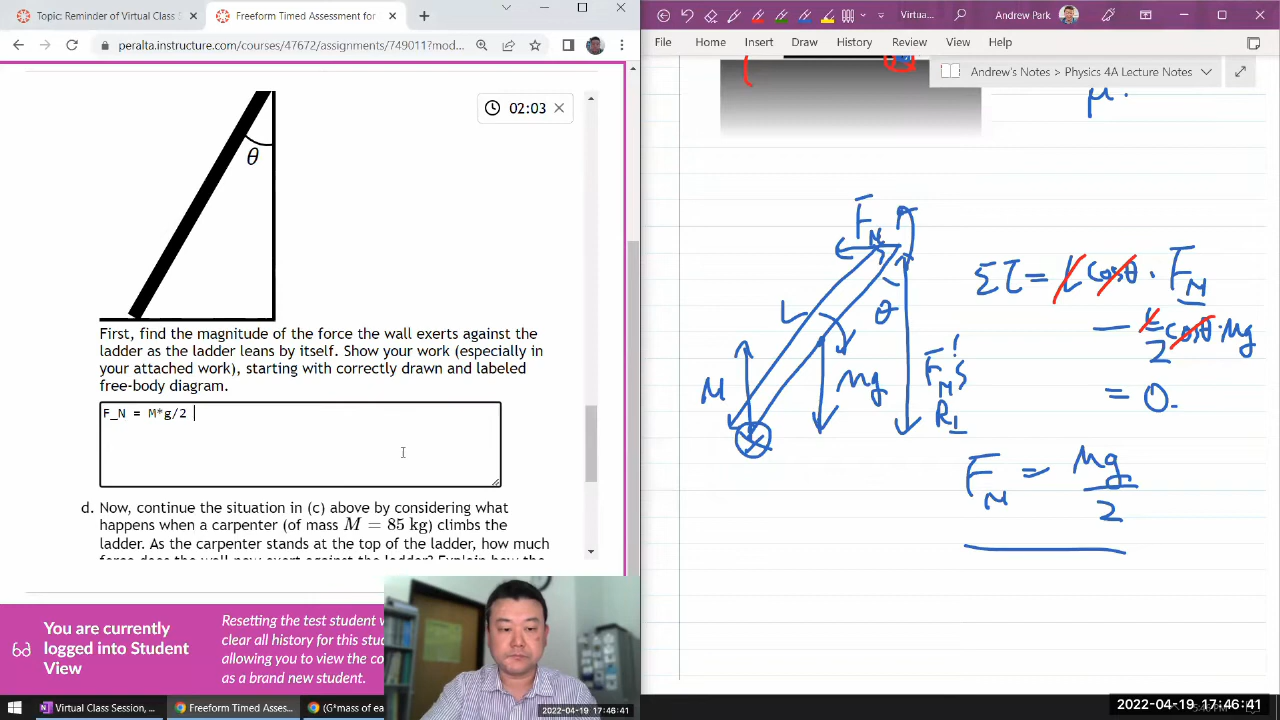 Topic Reminder of Virtual Class S
Freeform Timed Assessment for
peralta.instructure.com/courses/47672/assignments/749011?mod...
02:03
θ
First, find the magnitude of the force the wall exerts against the
ladder as the ladder leans by itself. Show your work (especially in
your attached work), starting with correctly drawn and labeled
free-body diagram.
F_N = M*g/2
d. Now, continue the situation in (c) above by considering what
happens when a carpenter (of mass M = 85 kg) climbs the
ladder. As the carpenter stands at the top of the ladder, how much
You are currently
logged into Student
View
Resetting the test student
clear all history for this stu
allowing you to view the co
as a brand new student.
Virtual Class Session, ...
Freeform Timed Asses...
(G*mass of ea
2022-04-19 17:46:41
Virtua...
Andrew Park
File Home Insert Draw History Review View Help
Andrew's Notes > Physics 4A Lecture Notes
μ.
F_N
L
θ
M
Mg
F_N's
R⊥
Στ = L cosθ · F_N
− L/2 cosθ · Mg
= 0.
F_N = Mg/2
2022-04-19 17:46:41